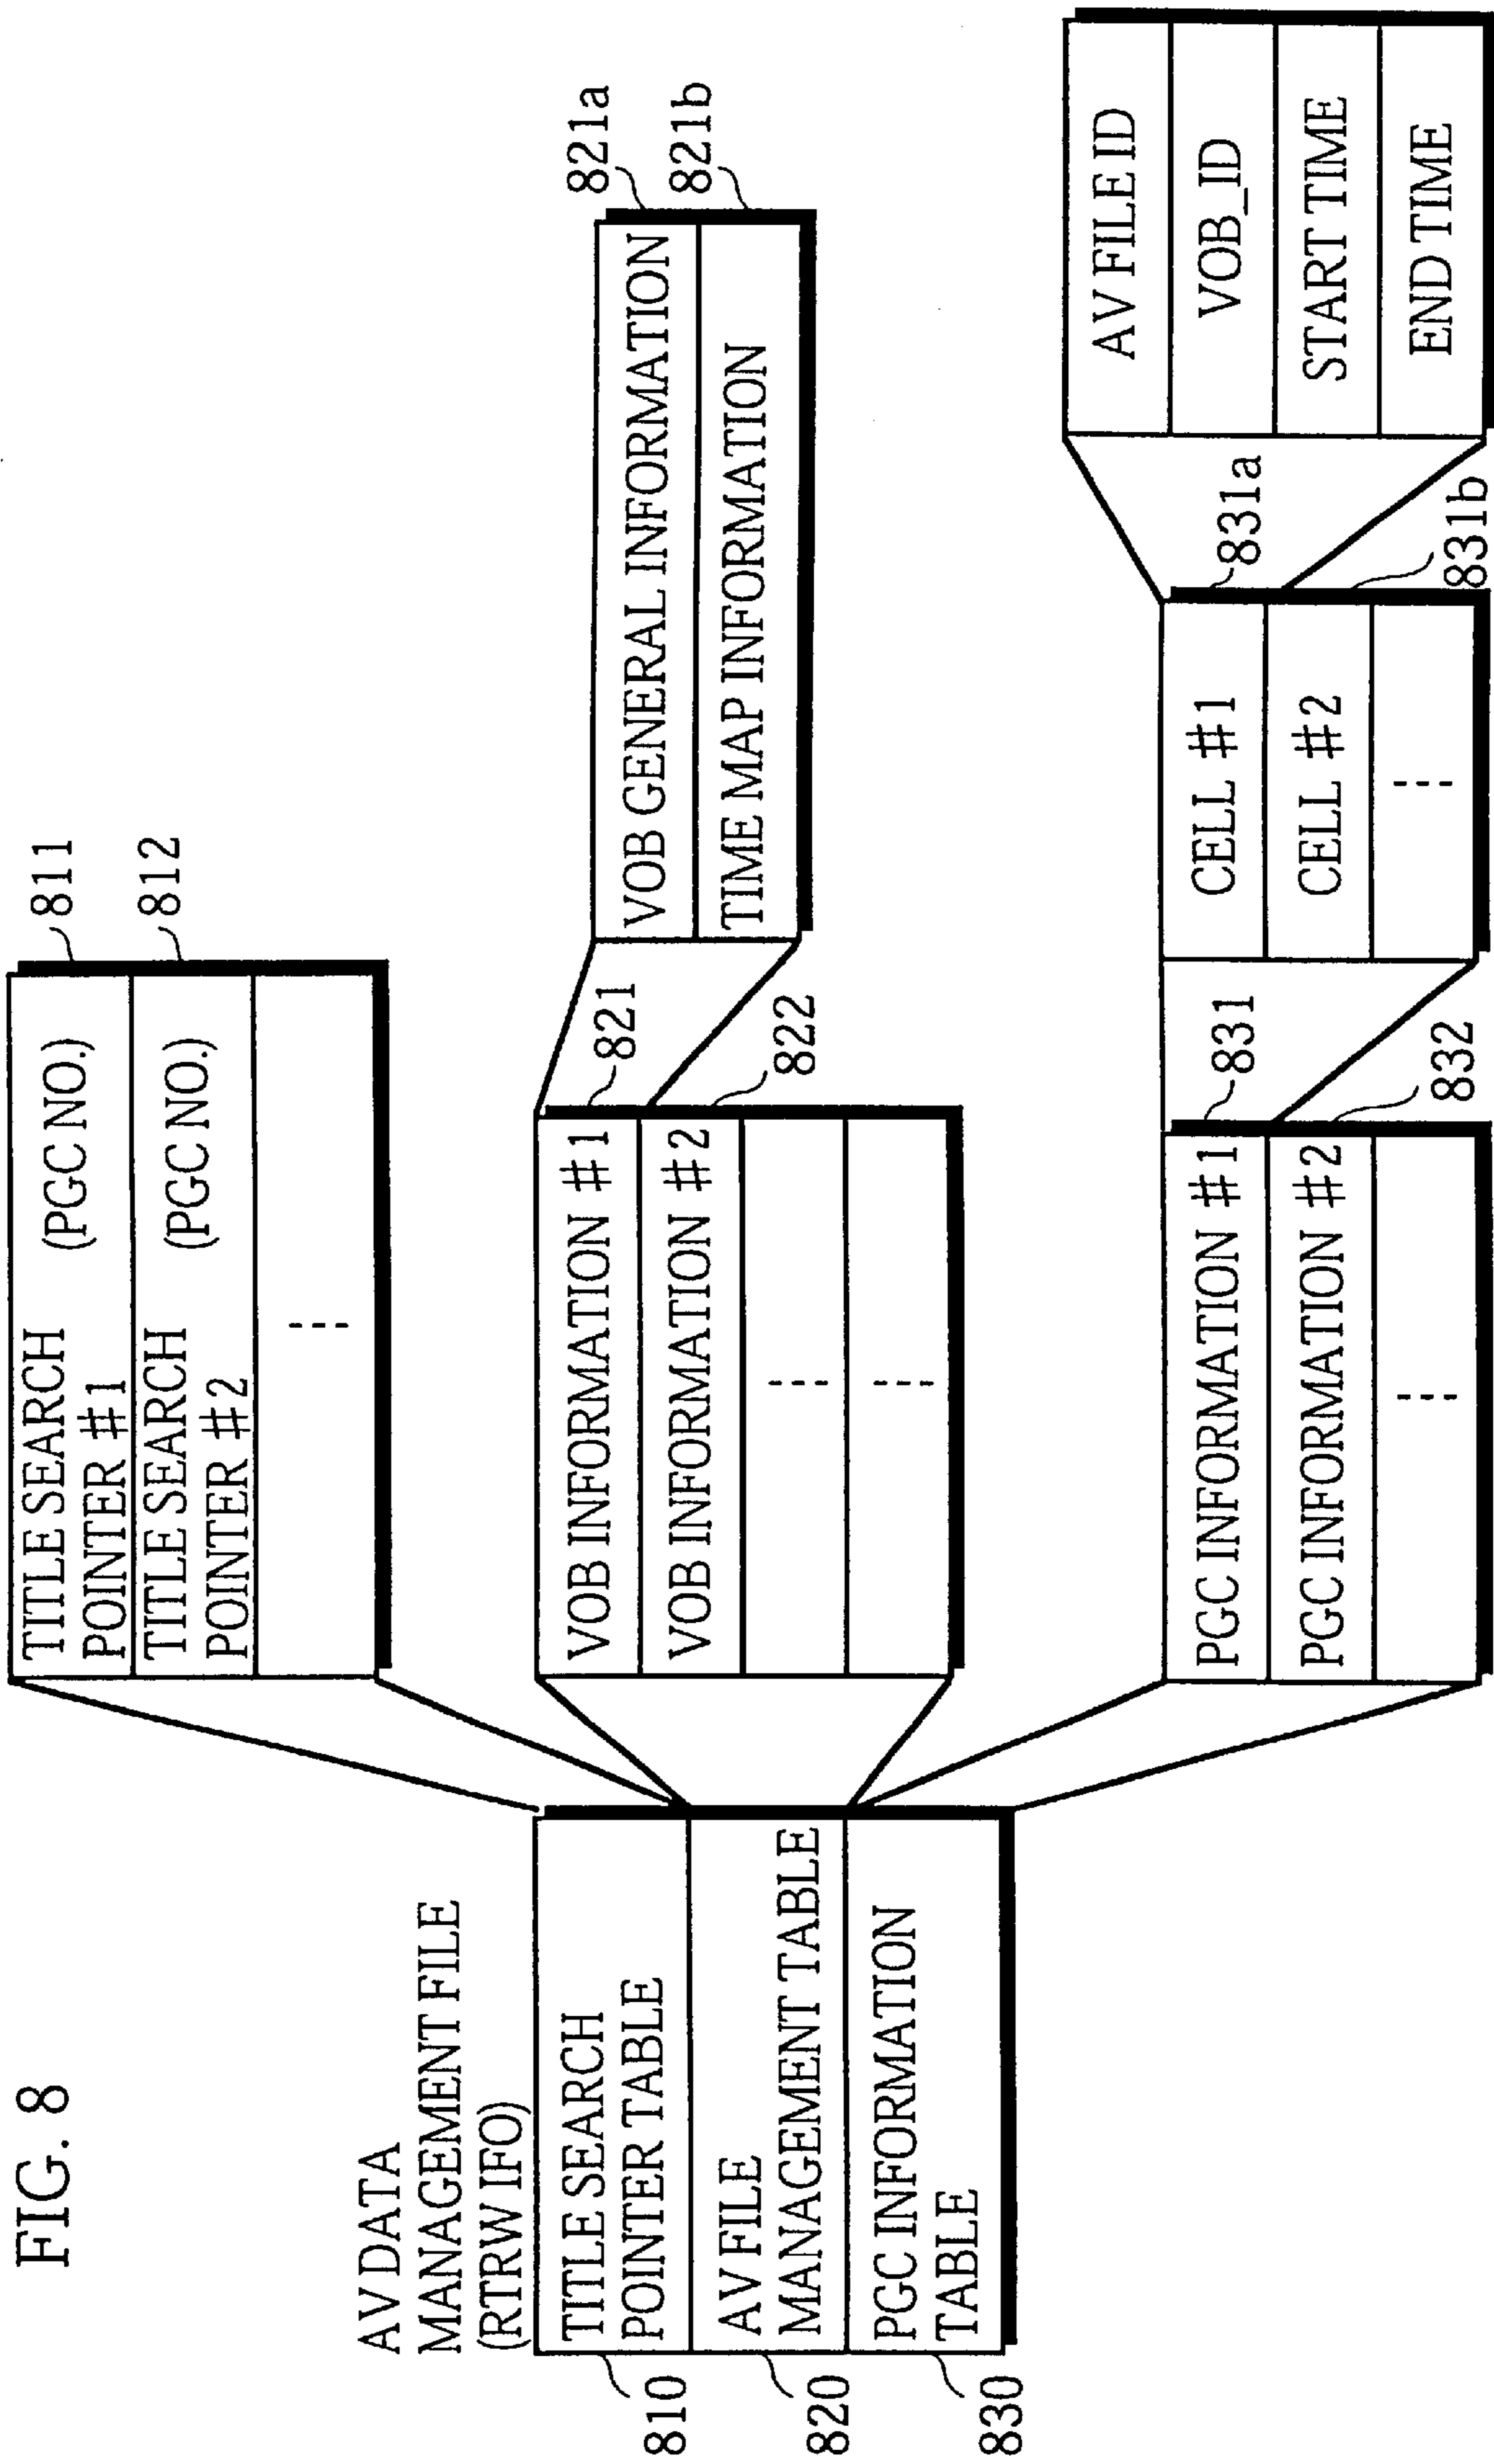 FIG. 8
AV DATA
MANAGEMENT FILE
(RTRW IFO)
TITLE SEARCH
POINTER TABLE
810
AV FILE
MANAGEMENT TABLE
820
PGC INFORMATION
TABLE
830
TITLE SEARCH
POINTER #1
(PGC NO.)
811
TITLE SEARCH
POINTER #2
(PGC NO.)
812
VOB INFORMATION #1
821
VOB INFORMATION #2
822
VOB GENERAL INFORMATION
821a
TIME MAP INFORMATION
821b
PGC INFORMATION #1
831
PGC INFORMATION #2
832
CELL #1
831a
CELL #2
831b
AV FILE ID
VOB_ID
START TIME
END TIME